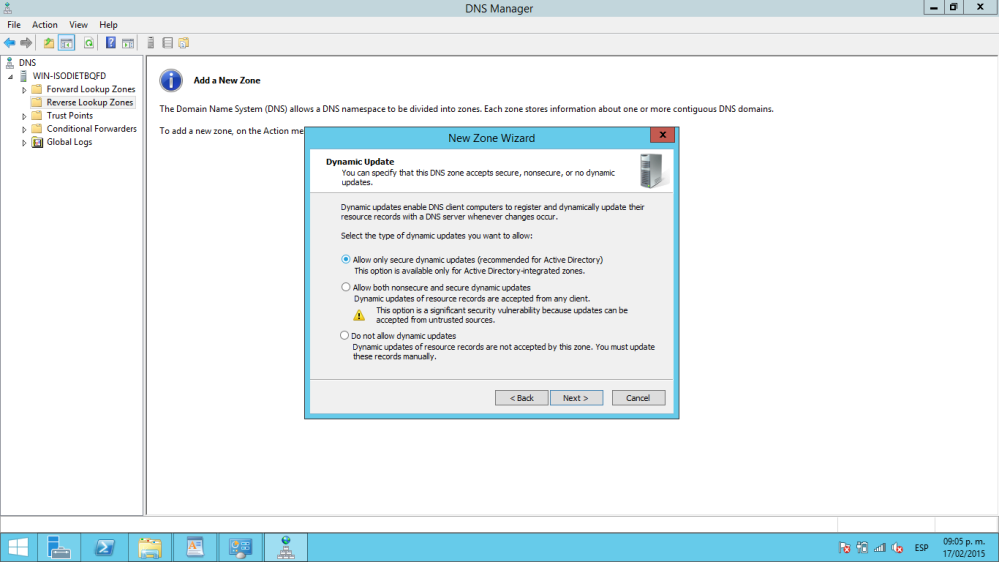 DNS Manager
File Action View Help
DNS
WIN-ISODIETBQFD
Forward Lookup Zones
Reverse Lookup Zones
Trust Points
Conditional Forwarders
Global Logs
Add a New Zone
The Domain Name System (DNS) allows a DNS namespace to be divided into zones. Each zone stores information about one or more contiguous DNS domains.
To add a new zone, on the Action me
New Zone Wizard
X
Dynamic Update
You can specify that this DNS zone accepts secure, nonsecure, or no dynamic
updates.
Dynamic updates enable DNS client computers to register and dynamically update their
resource records with a DNS server whenever changes occur.
Select the type of dynamic updates you want to allow:
Allow only secure dynamic updates (recommended for Active Directory)
This option is available only for Active Directory-integrated zones.
Allow both nonsecure and secure dynamic updates
Dynamic updates of resource records are accepted from any client.
This option is a significant security vulnerability because updates can be
accepted from untrusted sources.
Do not allow dynamic updates
Dynamic updates of resource records are not accepted by this zone. You must update
these records manually.
< Back Next > Cancel
ESP
09:05 p. m.
17/02/2015